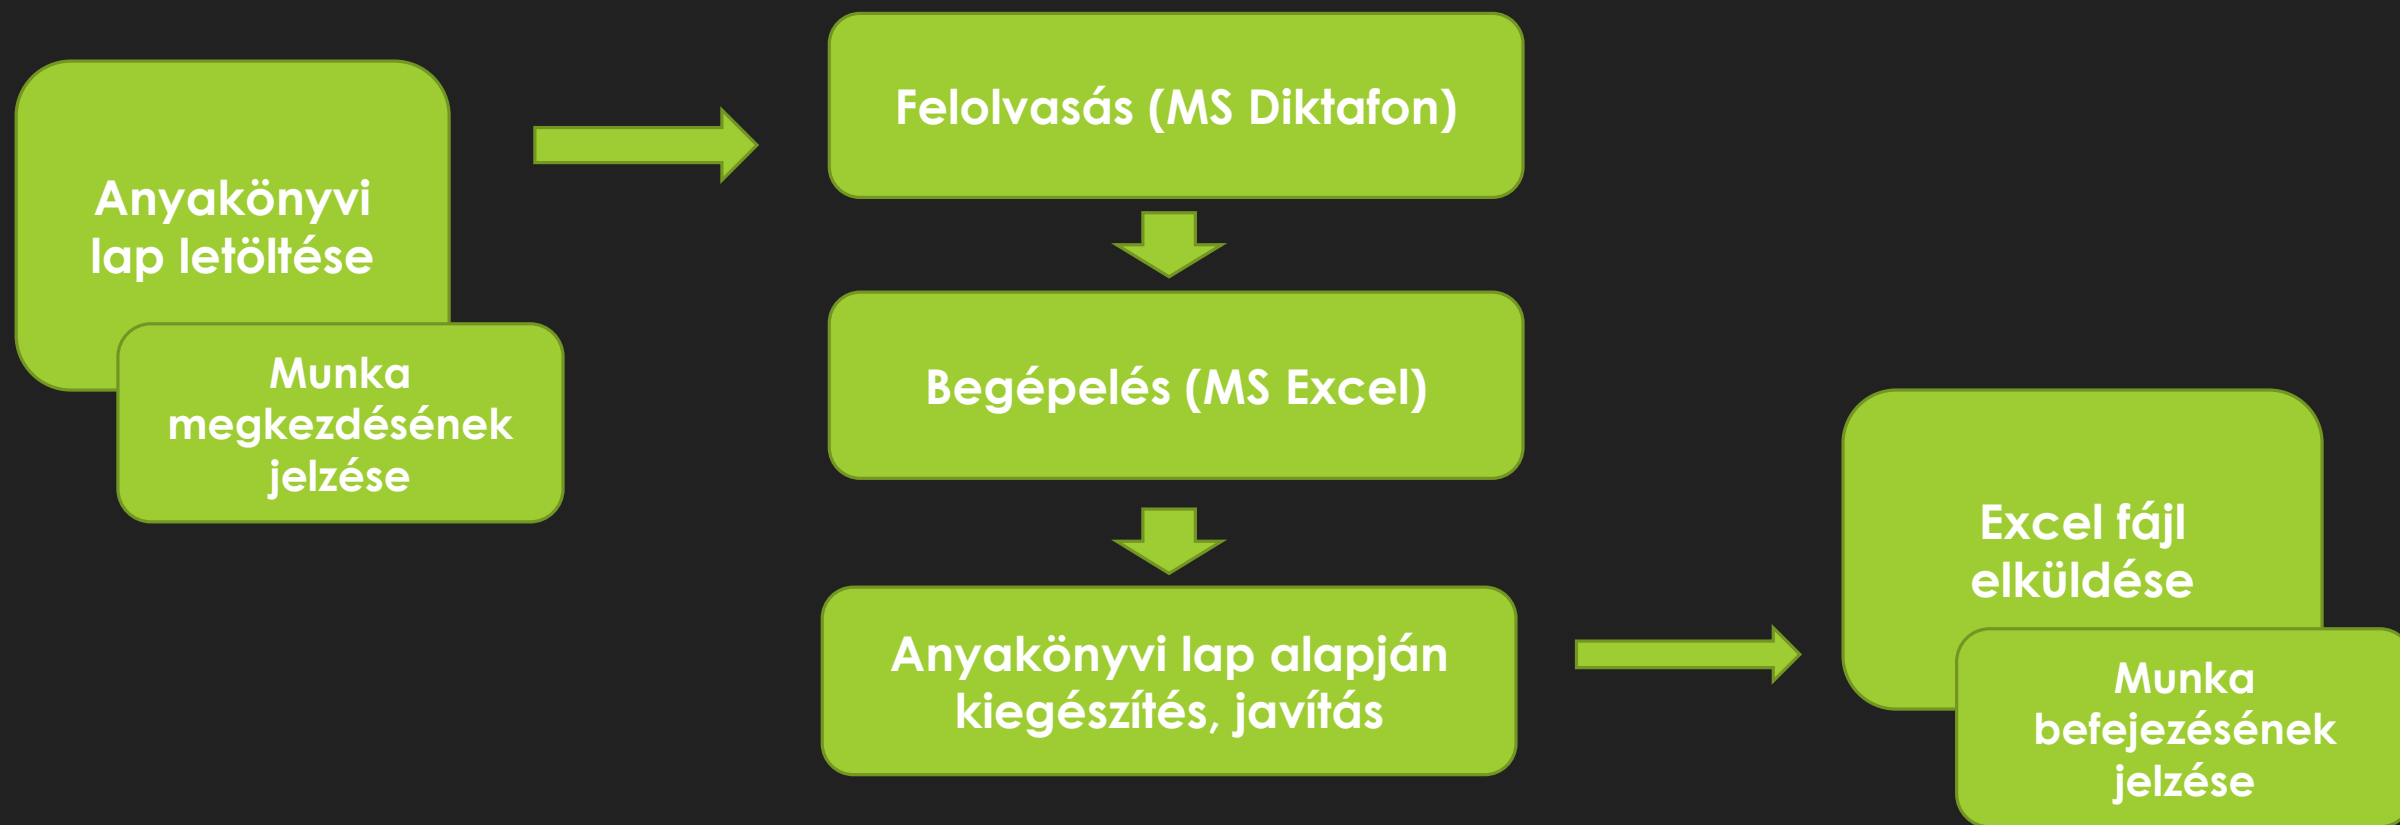 Anyakönyvi
lap letöltése
Munka
megkezdésének
jelzése
Felolvasás (MS Diktafon)
Begépelés (MS Excel)
Anyakönyvi lap alapján
kiegészítés, javítás
Excel fájl
elküldése
Munka
befejezésének
jelzése